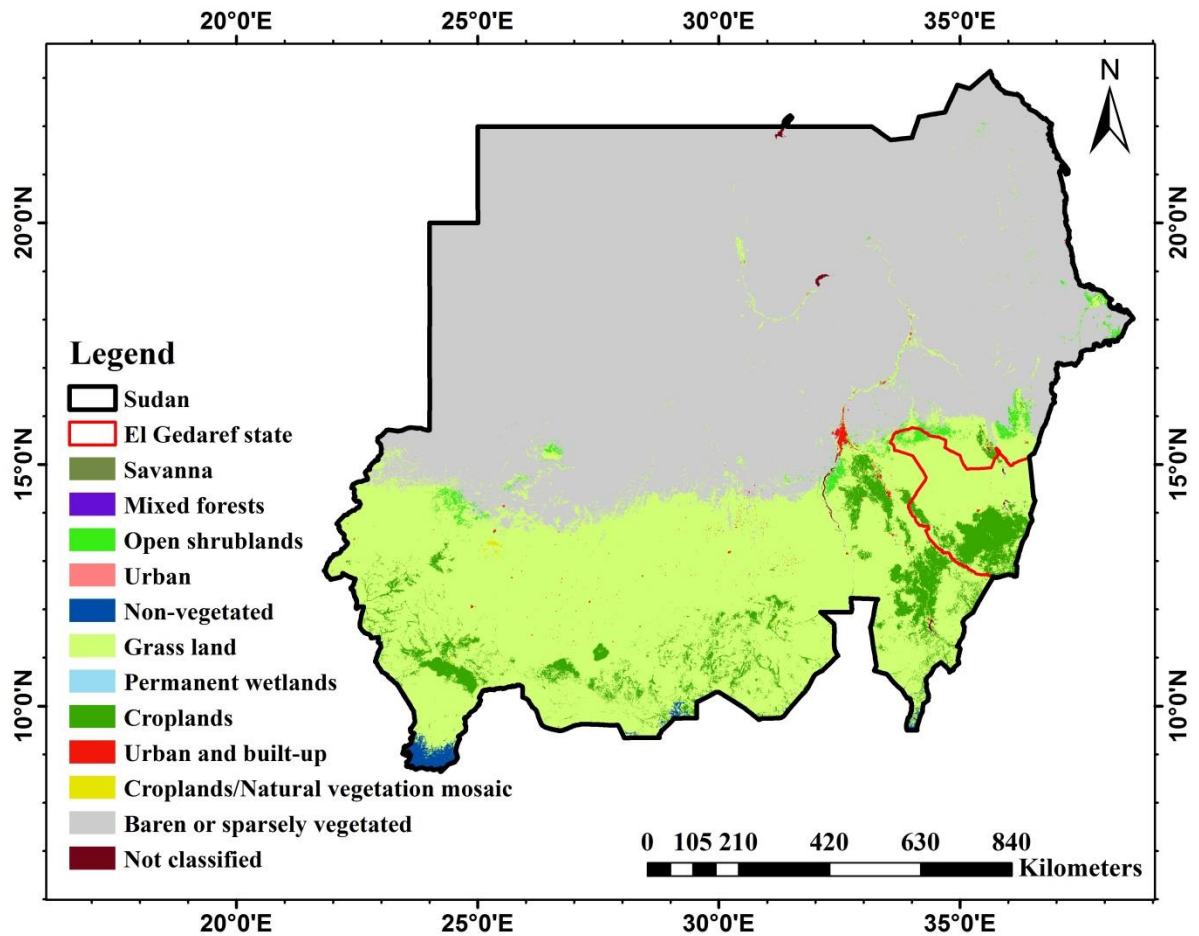 20°0'E 25°0'E 30°0'E 35°0'E
N
20°0'N 20°0'N
15°0'N 15°0'N
10°0'N 10°0'N
Legend
Sudan
El Gedaref state
Savanna
Mixed forests
Open shrublands
Urban
Non-vegetated
Grass land
Permanent wetlands
Croplands
Urban and built-up
Croplands/Natural vegetation mosaic
Baren or sparsely vegetated
Not classified
0 105 210 420 630 840
Kilometers
20°0'E 25°0'E 30°0'E 35°0'E